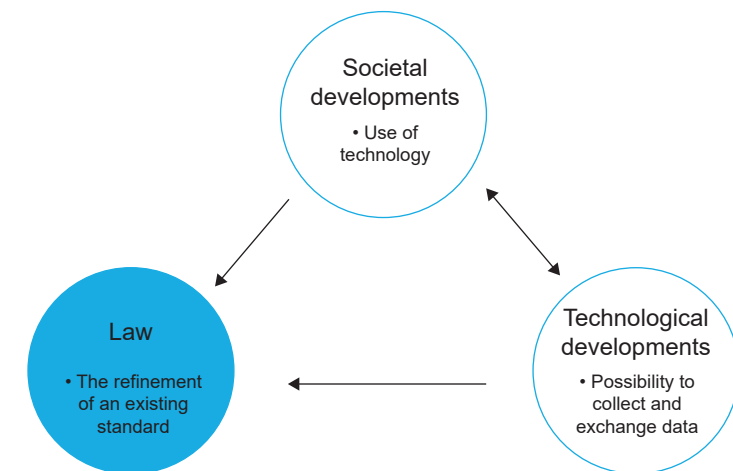 Societal
developments
• Use of
technology
Law
• The refinement
of an existing
standard
Technological
developments
• Possibility to
collect and
exchange data